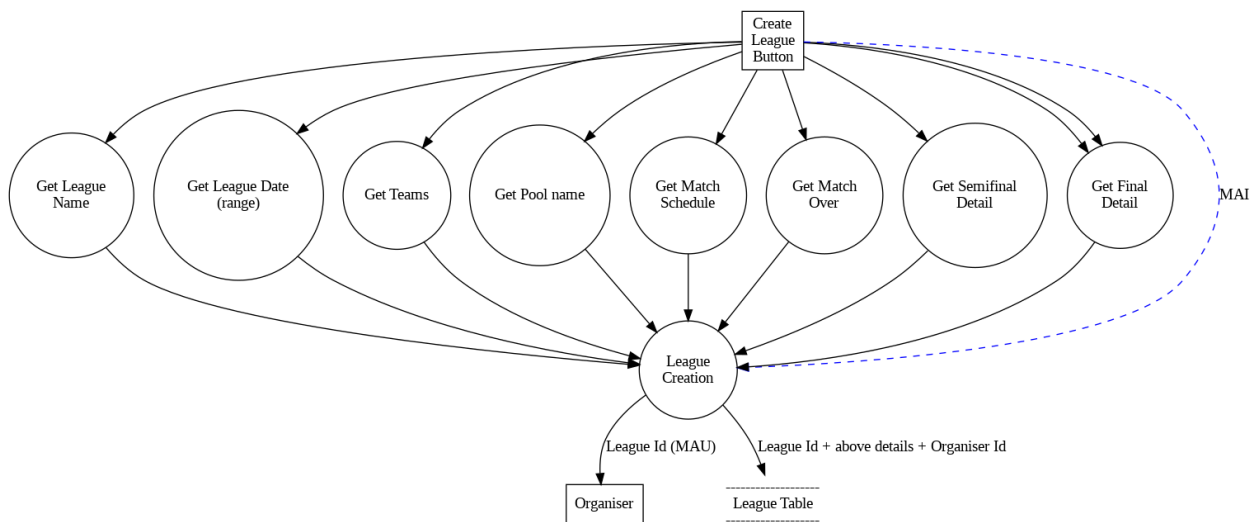 Create
League
Button
Get League
Name
Get League Date
(range)
Get Teams
Get Pool name
Get Match
Schedule
Get Match
Over
Get Semifinal
Detail
Get Final
Detail
MAI
League
Creation
League Id (MAU)
League Id + above details + Organiser Id
Organiser
League Table